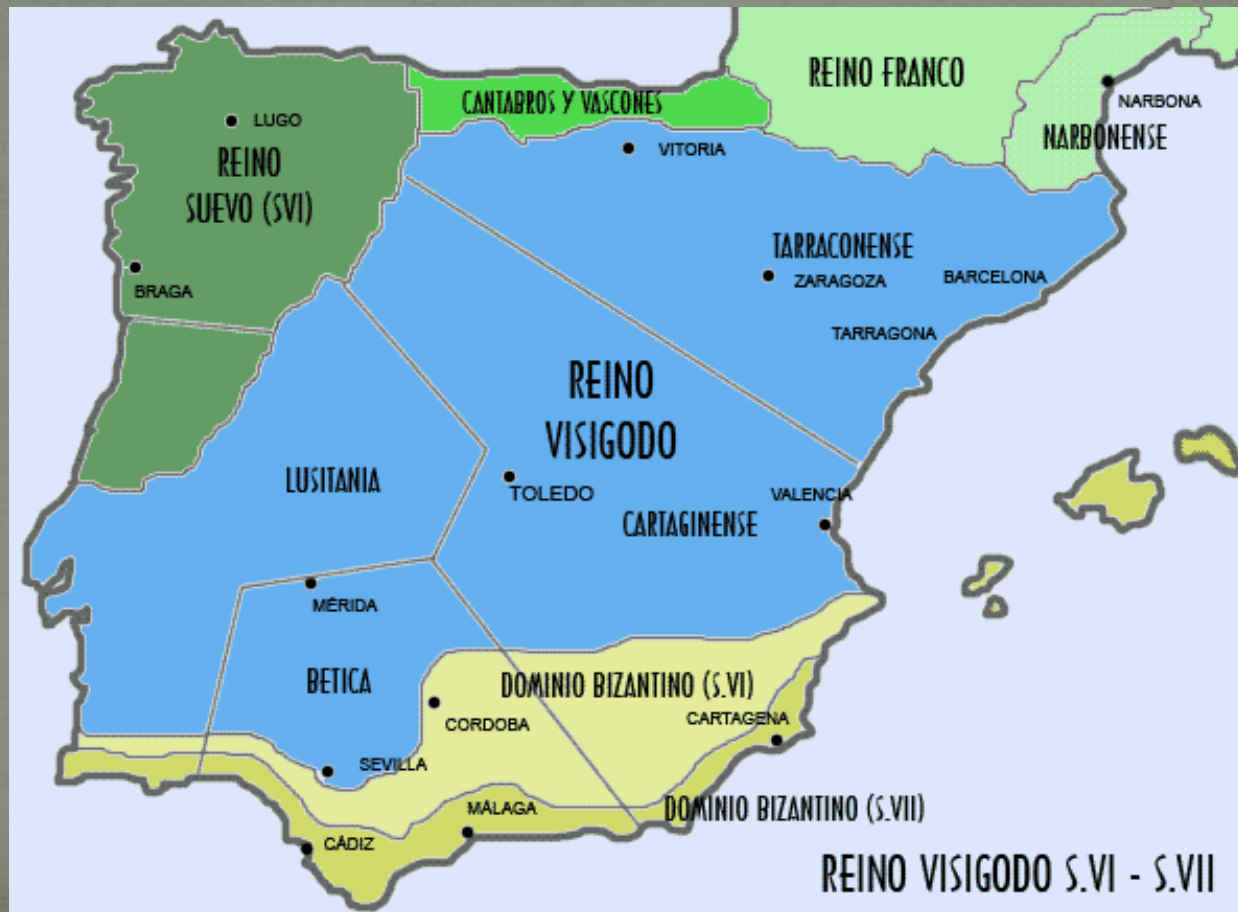 REINO FRANCO
CANTABROS Y VASCONES
NARBONA
LUGO
NARBONENSE
VITORIA
REINO
SUEVO (SVI)
TARRACONENSE
ZARAGOZA
BARCELONA
BRAGA
TARRAGONA
REINO
VISIGODO
LUSITANIA
TOLEDO
VALENCIA
CARTAGINENSE
MÉRIDA
BETICA
DOMINIO BIZANTINO (S.VI)
CORDOBA
CARTAGENA
SEVILLA
MÁLAGA
DOMINIO BIZANTINO (S.VII)
CÁDIZ
REINO VISIGODO S.VI - S.VII